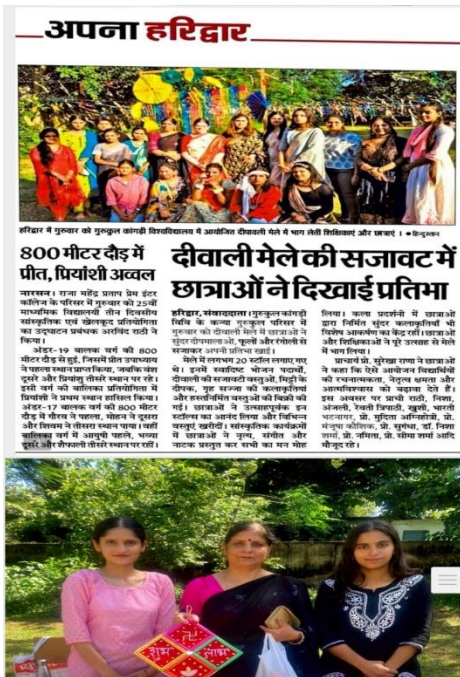 अपना हरिद्वार
हरिद्वार में गुरुवार को गुरुकुल कांगड़ी विश्वविद्यालय में आयोजित दीपावली मेले में भाग लेती शिक्षिकाएं और छात्राएं । ● हिन्दुस्तान
800 मीटर दौड़ में
प्रीत, प्रियांशी अव्वल
नारसन। राजा महेंद्र प्रताप प्रेम इंटर
कॉलेज के परिसर में गुरुवार को 25वीं
माध्यमिक विद्यालयी तीन दिवसीय
सांस्कृतिक एवं खेलकूद प्रतियोगिता
का उद्घाटन प्रबंधक अरविंद राठी ने
किया।
अंडर-19 बालक वर्ग की 800
मीटर दौड़ से हुई, जिसमें प्रीत उपाध्याय
ने पहला स्थान प्राप्त किया, जबकि वंश
दूसरे और प्रियांशु तीसरे स्थान पर रहे।
इसी वर्ग की बालिका प्रतियोगिता में
प्रियांशी ने प्रथम स्थान हासिल किया।
अंडर-17 बालक वर्ग की 800 मीटर
दौड़ में गौरव ने पहला, मोहन ने दूसरा
और शिवम ने तीसरा स्थान पाया। वहीं
बालिका वर्ग में आयुषी पहले, भव्या
दूसरे और शैफाली तीसरे स्थान पर रहीं।
दीवाली मेले की सजावट में
छात्राओं ने दिखाई प्रतिभा
हरिद्वार, संवाददाता। गुरुकुल कांगड़ी
विवि के कन्या गुरुकुल परिसर में
गुरुवार को दीवाली मेले में छात्राओं ने
सुंदर दीपमालाओं, फूलों और रंगोली से
सजाकर अपनी प्रतिभा दिखाई।
मेले में लगभग 20 स्टॉल लगाए गए
थे। इनमें स्वादिष्ट भोजन पदार्थों,
दीवाली की सजावटी वस्तुओं, मिट्टी के
दीपक, गृह सज्जा की कलाकृतियां
और हस्तनिर्मित वस्तुओं की बिक्री की
गई। छात्राओं ने उत्साहपूर्वक इन
स्टॉल्स का आनंद लिया और विभिन्न
वस्तुएं खरीदीं। सांस्कृतिक कार्यक्रमों
में छात्राओं ने नृत्य, संगीत और
नाटक प्रस्तुत कर सभी का मन मोह
लिया। कला प्रदर्शनी में छात्राओं
द्वारा निर्मित सुंदर कलाकृतियां भी
विशेष आकर्षण का केंद्र रहीं। छात्राओं
और शिक्षिकाओं ने पूरे उत्साह से मेले
में भाग लिया।
प्राचार्य प्रो. सुरेखा राणा ने छात्राओं
ने कहा कि ऐसे आयोजन विद्यार्थियों
की रचनात्मकता, नेतृत्व क्षमता और
आत्मविश्वास को बढ़ावा देते हैं।
इस अवसर पर प्राची राठी, निशा,
अंजली, रेवती त्रिपाठी, खुशी, भारती
भटनागर, प्रो. मुदिता अग्निहोत्री, प्रो.
मंजूषा कौशिक, प्रो. सुगंधा, डॉ. निशा
शर्मा, प्रो. नमिता, प्रो. सीमा शर्मा आदि
मौजूद रहे।
शुभ लाभ